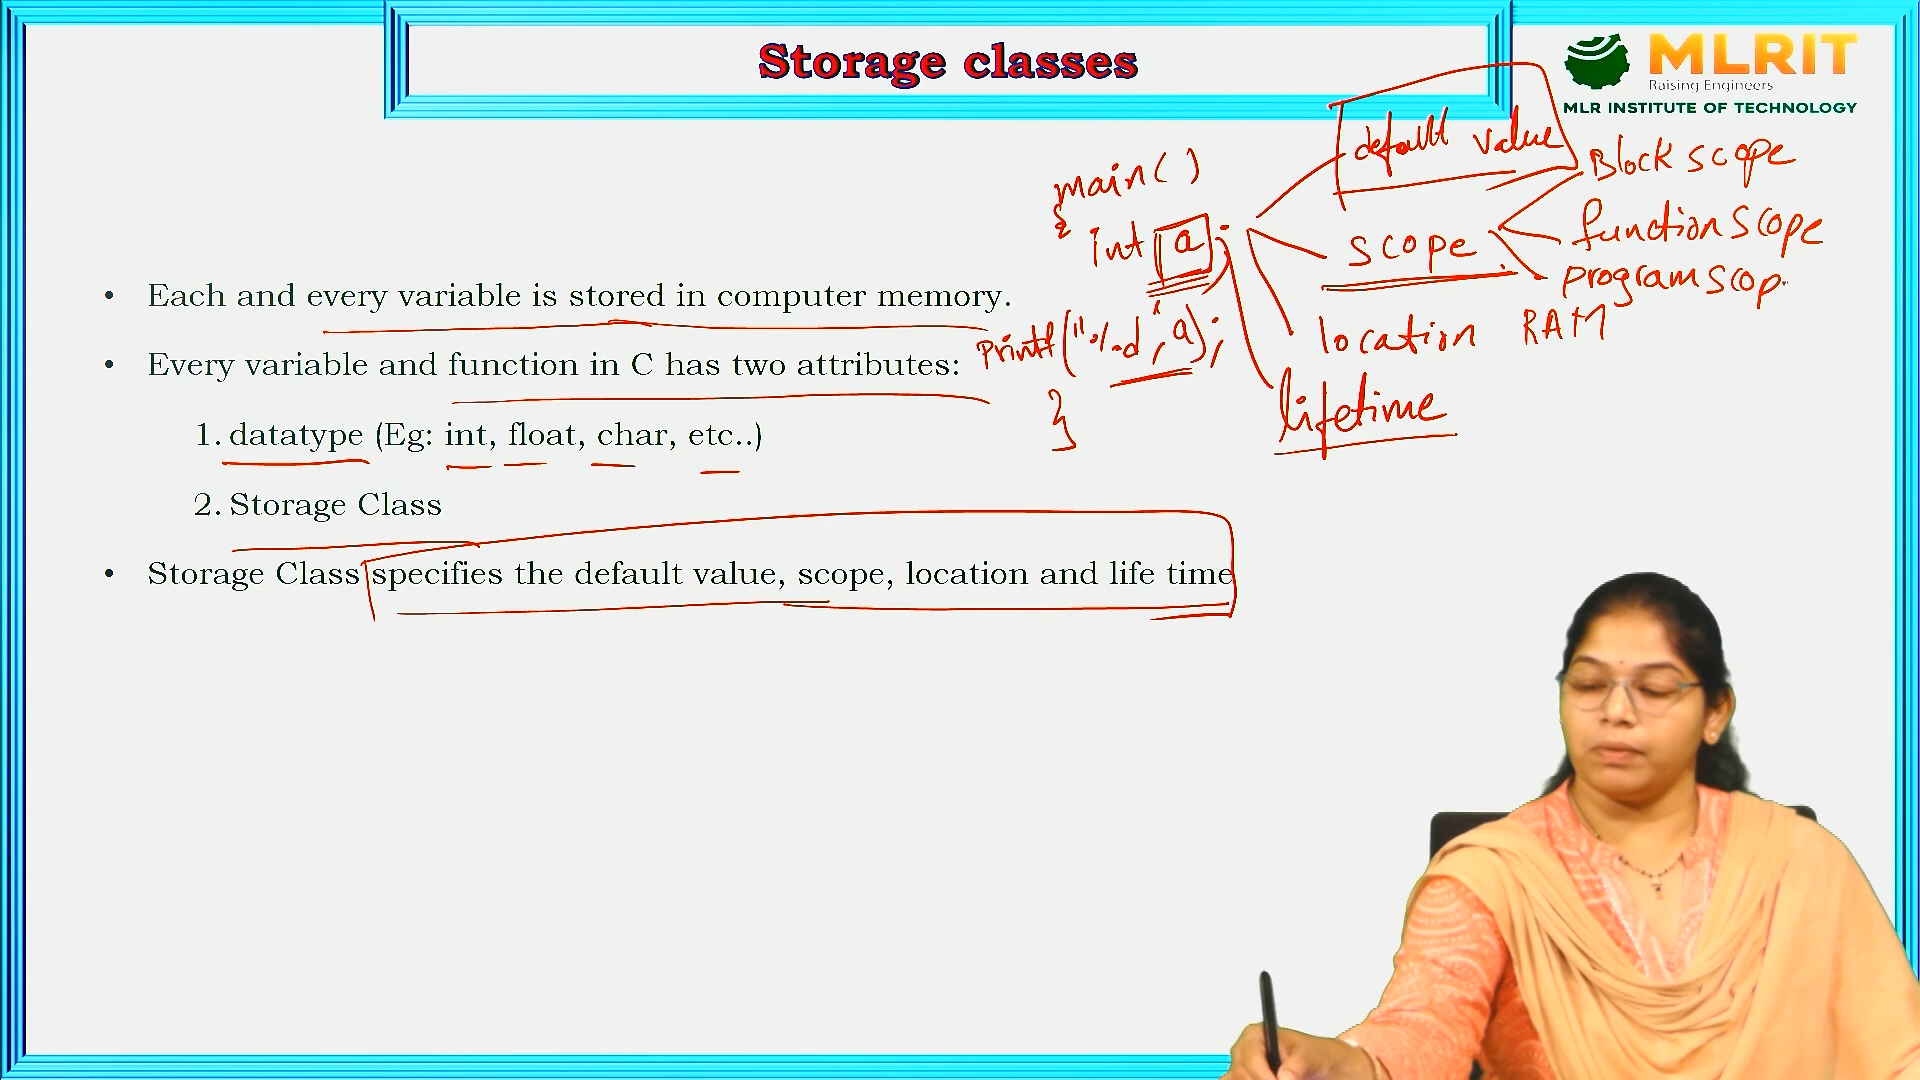 Storage classes
MLRIT
Raising Engineers
MLR INSTITUTE OF TECHNOLOGY
• Each and every variable is stored in computer memory.
• Every variable and function in C has two attributes:
1. datatype (Eg: int, float, char, etc..)
2. Storage Class
• Storage Class specifies the default value, scope, location and life time
main( )
{
int a;
printf("%d", a);
}
default value
scope
Block scope
function scope
program scop
location RAM
lifetime